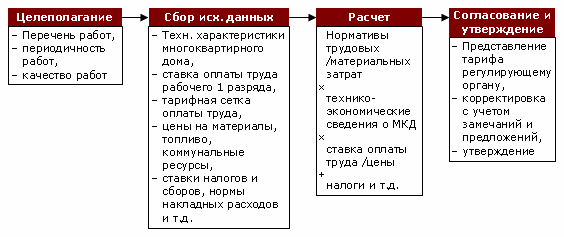 Целеполагание
– Перечень работ,
– периодичность
работ,
– качество работ
Сбор исх. данных
– Техн. характеристики
многоквартирного
дома,
– ставка оплаты труда
рабочего 1 разряда,
– тарифная сетка
оплаты труда,
– цены на материалы,
топливо,
коммунальные
ресурсы,
– ставки налогов и
сборов, нормы
накладных расходов
и т.д.
Расчет
Нормативы
трудовых
/материальных
затрат
×
технико-
экономические
сведения о МКД
×
ставка оплаты
труда /цены
+
налоги и т.д.
Согласование и
утверждение
– Представление
тарифа
регулирующему
органу,
– корректировка
с учетом
замечаний и
предложений,
– утверждение